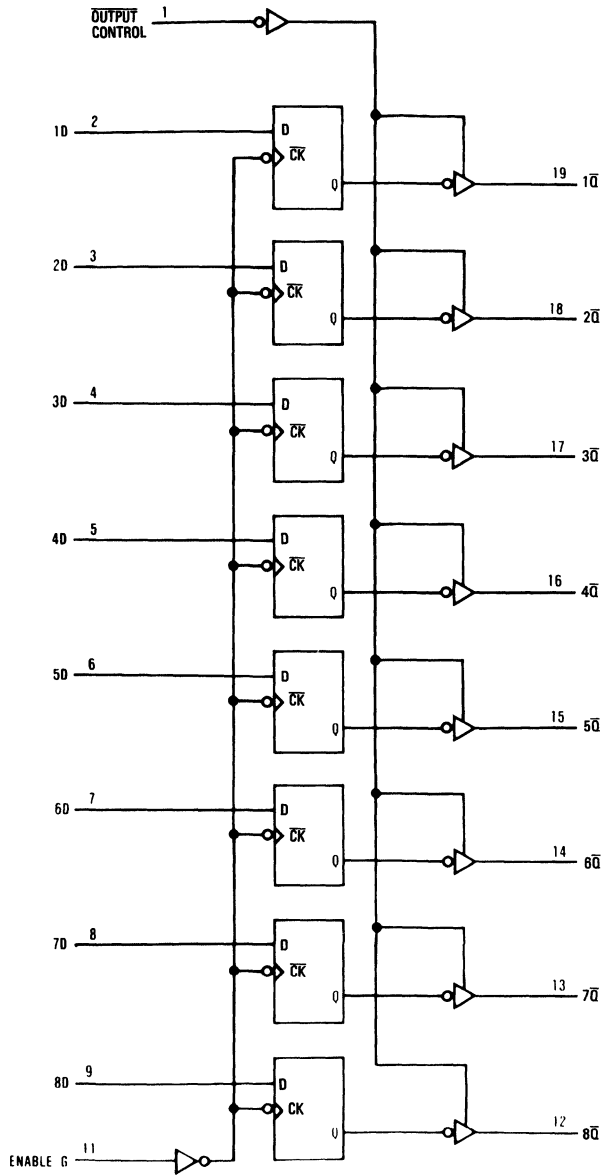 OUTPUT CONTROL 1
1D 2 D CK Q 19 1Q̅
2D 3 D CK Q 18 2Q̅
3D 4 D CK Q 17 3Q̅
4D 5 D CK Q 16 4Q̅
5D 6 D CK Q 15 5Q̅
6D 7 D CK Q 14 6Q̅
7D 8 D CK Q 13 7Q̅
8D 9 D CK Q 12 8Q̅
ENABLE G 11